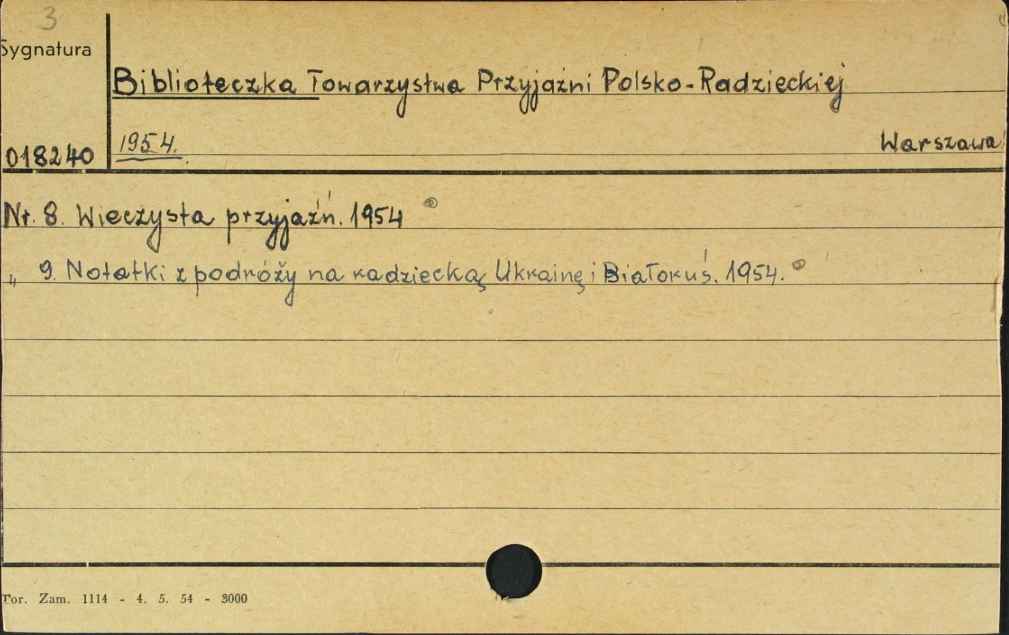 3
Sygnatura
Biblioteczka Towarzystwa Przyjaźni Polsko-Radzieckiej
018240 1954. Warszawa
Nr. 8. Wieczysta przyjaźń. 1954
„ 9. Notatki z podróży na radziecką Ukrainę i Białoruś. 1954.
Tor. Zam. 1114 - 4. 5. 54 - 3000